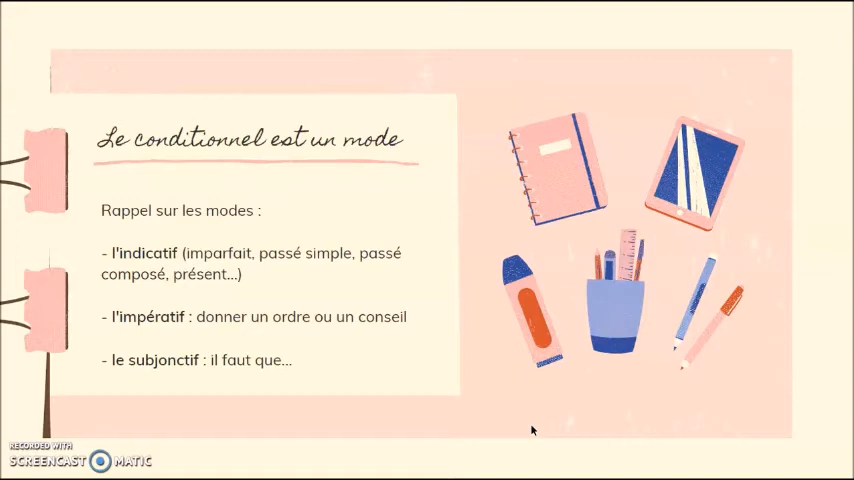 Le conditionnel est un mode
Rappel sur les modes :
- l'indicatif (imparfait, passé simple, passé
composé, présent...)
- l'impératif : donner un ordre ou un conseil
- le subjonctif : il faut que...
RECORDED WITH
SCREENCAST MATIC